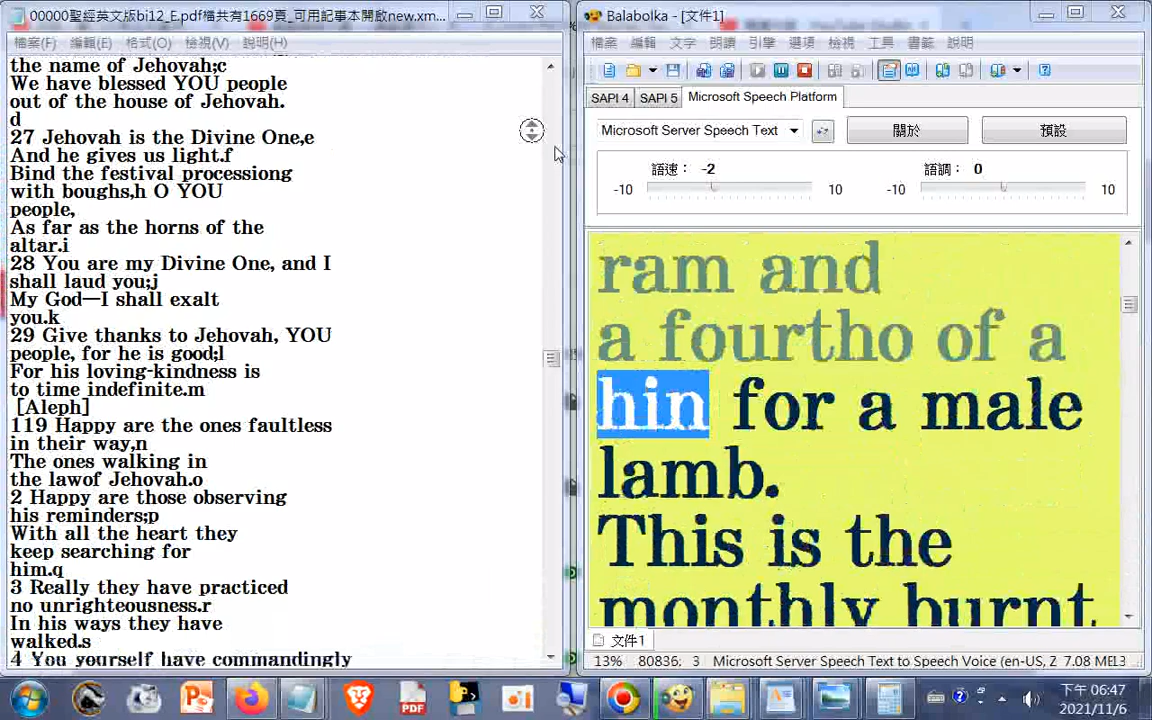 00000聖經英文版bi12_E.pdf檔共有1669頁_可用記事本開啟new.xm...
檔案(F) 編輯(E) 格式(O) 檢視(V) 說明(H)
the name of Jehovah;c
We have blessed YOU people
out of the house of Jehovah.
d
27 Jehovah is the Divine One,e
And he gives us light.f
Bind the festival processiong
with boughs,h O YOU
people,
As far as the horns of the
altar.i
28 You are my Divine One, and I
shall laud you;j
My God—I shall exalt
you.k
29 Give thanks to Jehovah, YOU
people, for he is good;l
For his loving-kindness is
to time indefinite.m
[Aleph]
119 Happy are the ones faultless
in their way,n
The ones walking in
the lawof Jehovah.o
2 Happy are those observing
his reminders;p
With all the heart they
keep searching for
him.q
3 Really they have practiced
no unrighteousness.r
In his ways they have
walked.s
4 You yourself have commandingly
Balabolka - [文件1]
檔案 編輯 文字 朗讀 引擎 選項 檢視 工具 書籤 說明
SAPI 4 SAPI 5 Microsoft Speech Platform
Microsoft Server Speech Text 關於 預設
語速： -2 語調： 0
-10 10 -10 10
ram and
a fourtho of a
hin for a male
lamb.
This is the
monthly burnt
文件1
13% 80836: 3 Microsoft Server Speech Text to Speech Voice (en-US, Z 7.08 MEL3
PDF
下午 06:47
2021/11/6